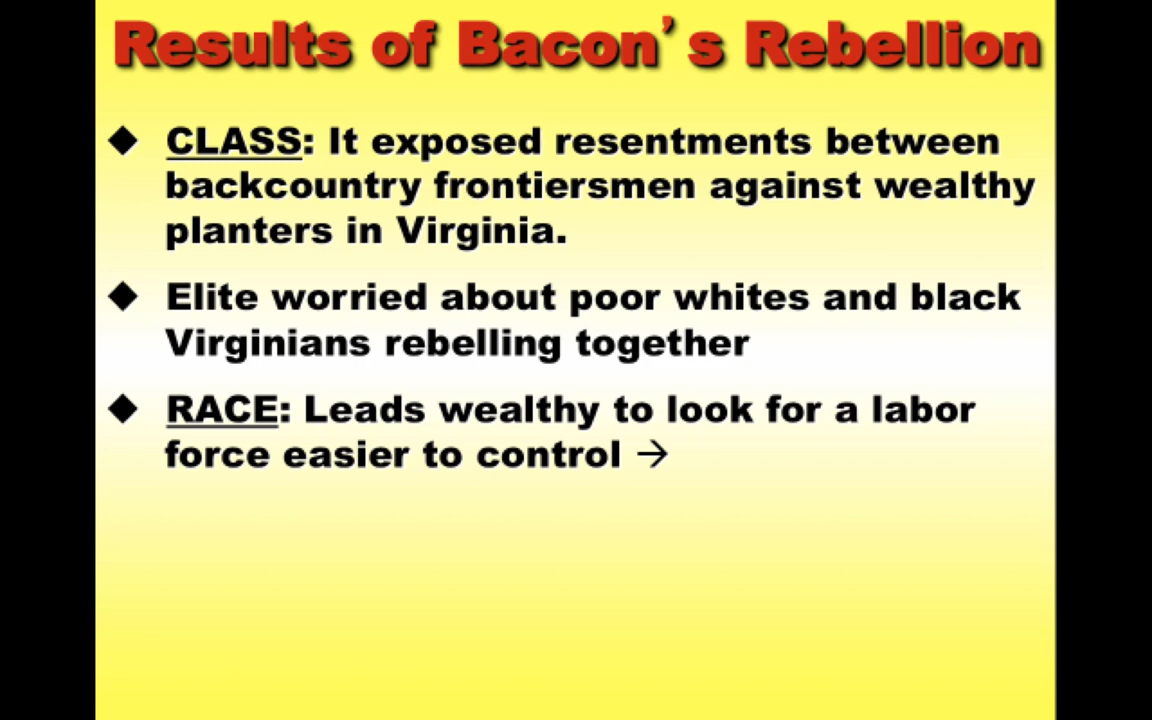 Results of Bacon’s Rebellion
◆ CLASS: It exposed resentments between
backcountry frontiersmen against wealthy
planters in Virginia.
◆ Elite worried about poor whites and black
Virginians rebelling together
◆ RACE: Leads wealthy to look for a labor
force easier to control →